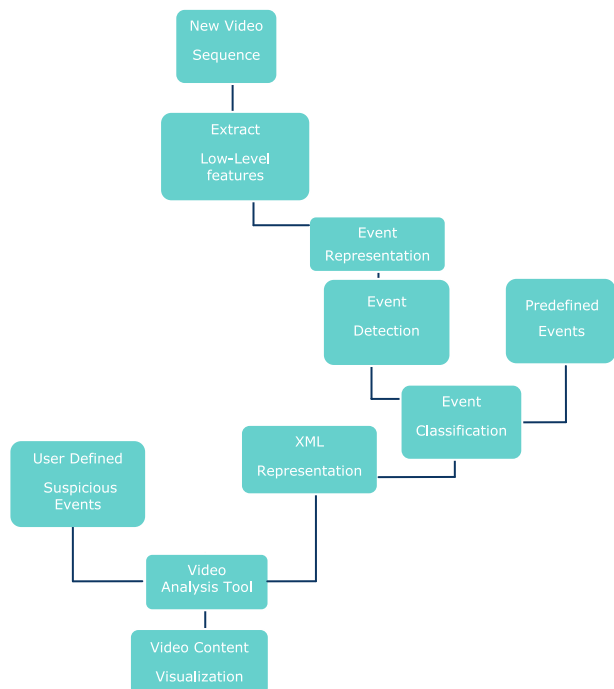 New Video
Sequence
Extract
Low-Level
features
Event
Representation
Event
Detection
Predefined
Events
Event
Classification
XML
Representation
User Defined
Suspicious
Events
Video
Analysis Tool
Video Content
Visualization